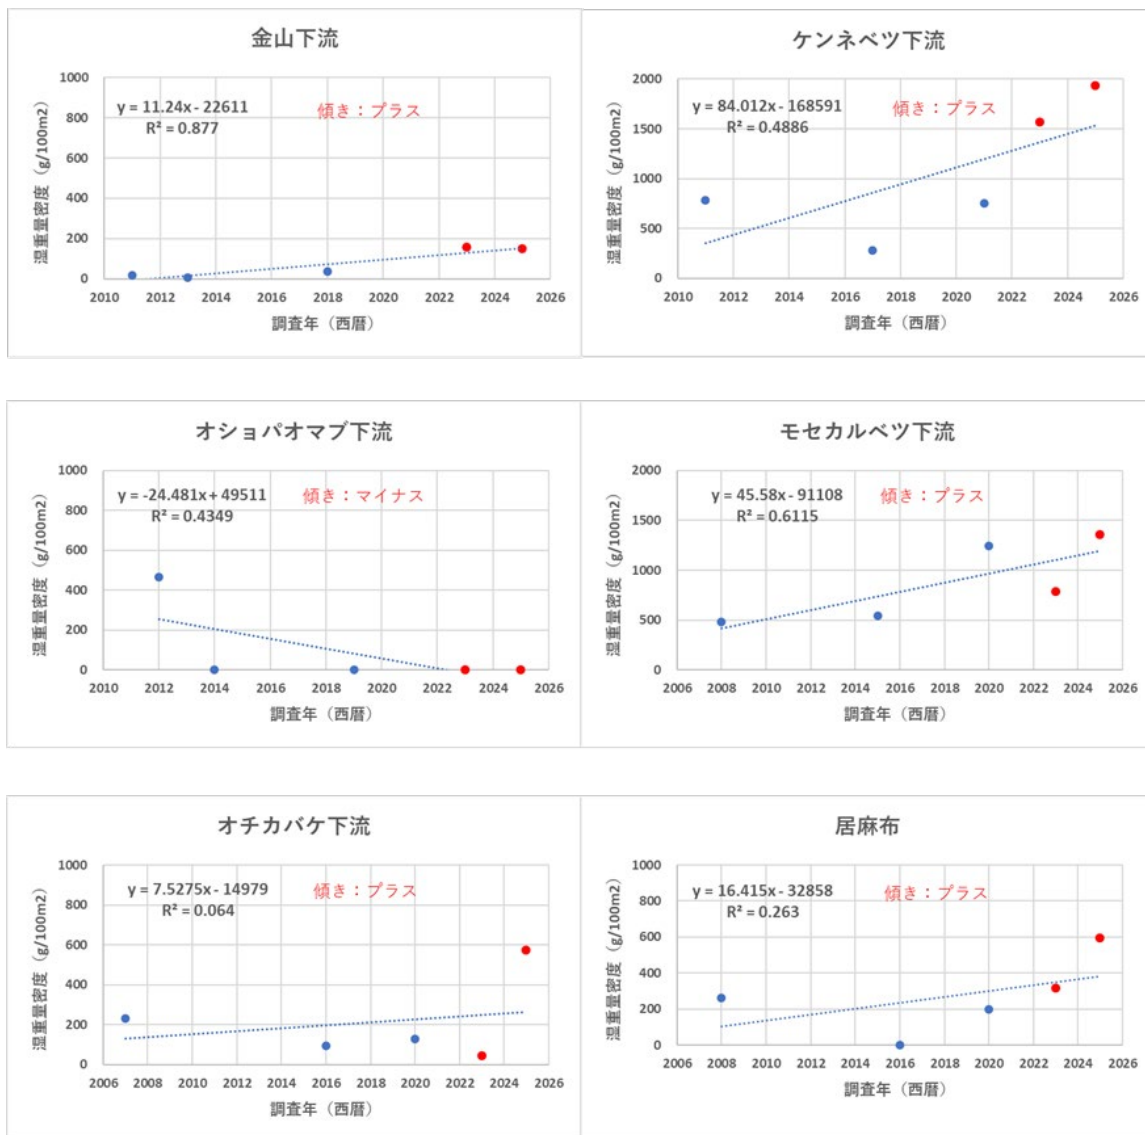 金山下流
1000
800
600
400
200
0
湿重量密度（g/100m2）
y = 11.24x - 22611
R² = 0.877
傾き：プラス
2010 2012 2014 2016 2018 2020 2022 2024 2026
調査年（西暦）
ケンネベツ下流
2000
1500
1000
500
0
湿重量密度（g/100m2）
y = 84.012x - 168591
R² = 0.4886
傾き：プラス
2010 2012 2014 2016 2018 2020 2022 2024 2026
調査年（西暦）
オショパオマブ下流
1000
800
600
400
200
0
湿重量密度（g/100m2）
y = -24.481x + 49511
R² = 0.4349
傾き：マイナス
2010 2012 2014 2016 2018 2020 2022 2024 2026
調査年（西暦）
モセカルベツ下流
2000
1500
1000
500
0
湿重量密度（g/100m2）
y = 45.58x - 91108
R² = 0.6115
傾き：プラス
2006 2008 2010 2012 2014 2016 2018 2020 2022 2024 2026
調査年（西暦）
オチカバケ下流
1000
800
600
400
200
0
湿重量密度（g/100m2）
y = 7.5275x - 14979
R² = 0.064
傾き：プラス
2006 2008 2010 2012 2014 2016 2018 2020 2022 2024 2026
調査年（西暦）
居麻布
1000
800
600
400
200
0
湿重量密度（g/100m2）
y = 16.415x - 32858
R² = 0.263
傾き：プラス
2006 2008 2010 2012 2014 2016 2018 2020 2022 2024 2026
調査年（西暦）